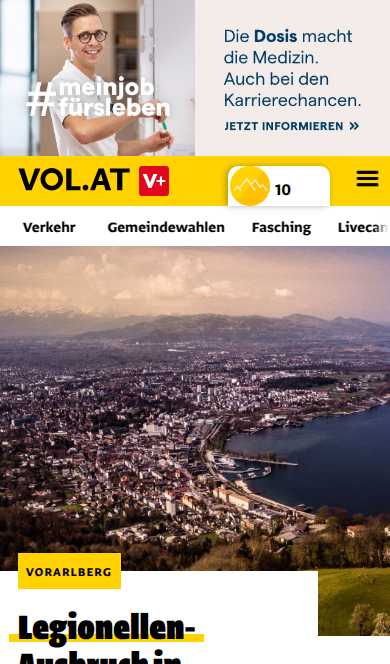 #meinjob
fürsleben
Die Dosis macht
die Medizin.
Auch bei den
Karrierechancen.
JETZT INFORMIEREN »
VOL.AT V+
10
Verkehr Gemeindewahlen Fasching Livecam
VORARLBERG
Legionellen-
Ausbruch in